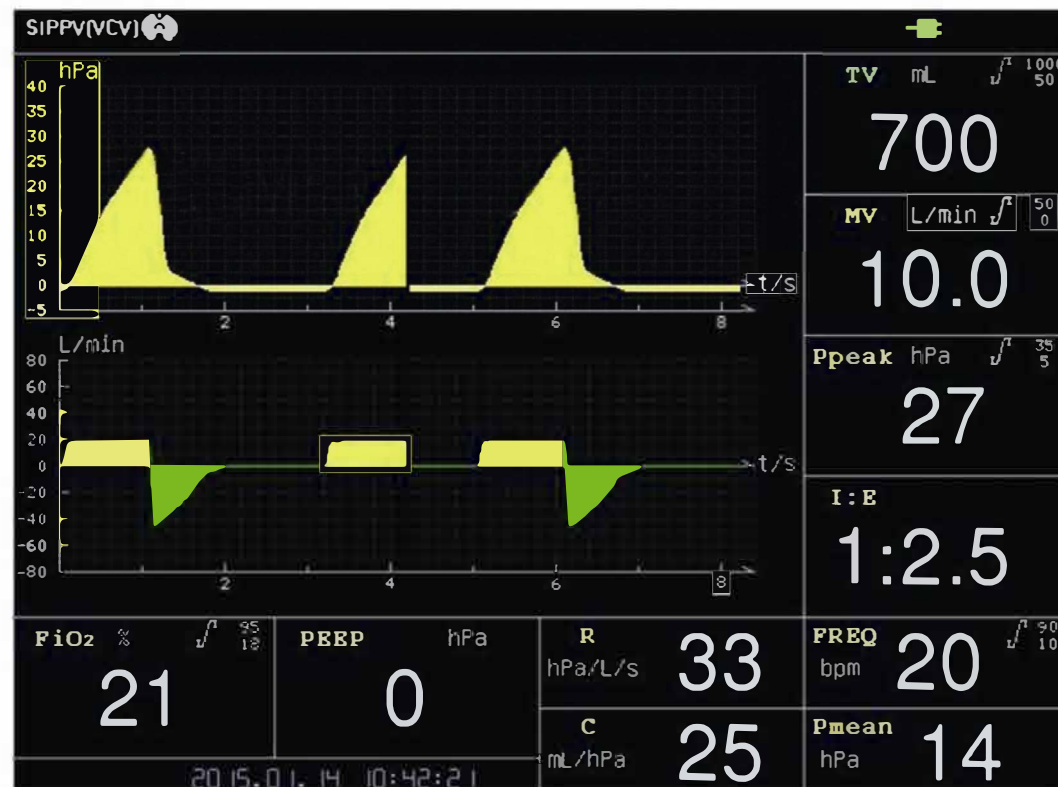 SIPPV(VCV)
hPa
40
35
30
25
20
15
10
5
0
-5
2 4 6 8
t/s
L/min
80
60
40
20
0
-20
-40
-60
-80
2 4 6 8
t/s
TV mL 1000
50
700
MV L/min 50
0
10.0
Ppeak hPa 35
5
27
I:E
1:2.5
FiO2 % 95
18
21
PEEP hPa
0
R
hPa/L/s
33
FREQ 90
10
bpm
20
C
mL/hPa
25
Pmean
hPa
14
2015.01.14 10:42:21